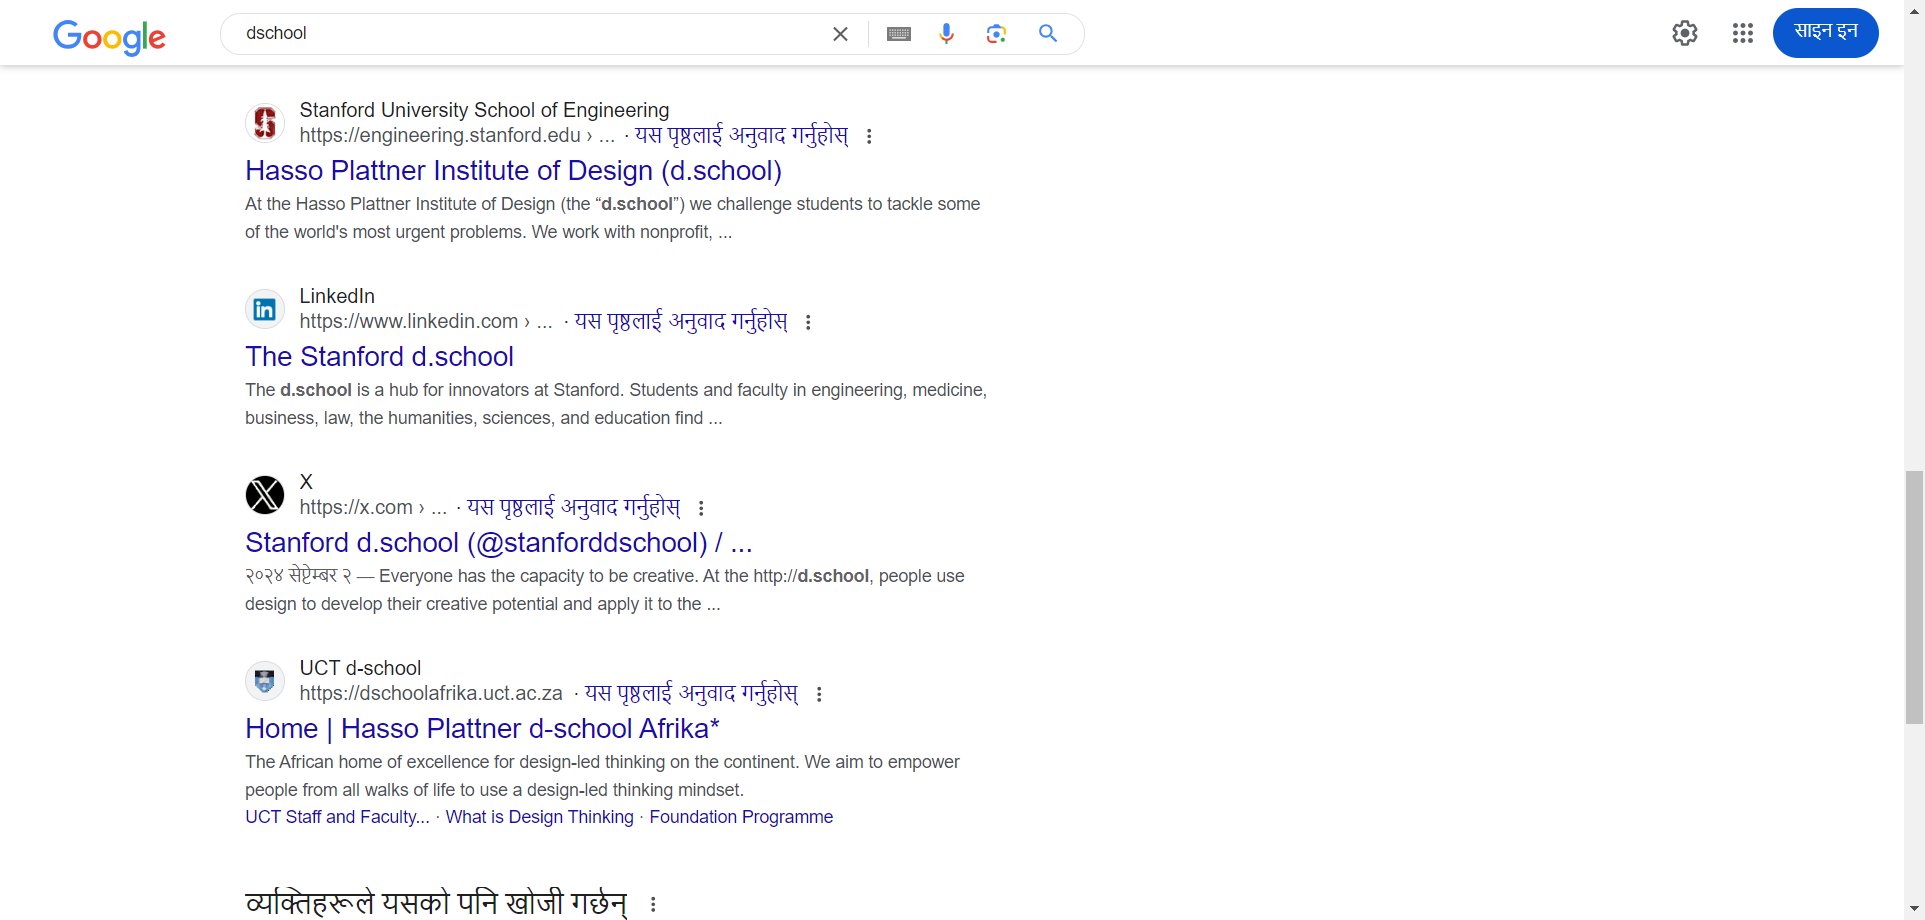 Google
dschool
साइन इन
Stanford University School of Engineering
https://engineering.stanford.edu › ... · यस पृष्ठलाई अनुवाद गर्नुहोस्
Hasso Plattner Institute of Design (d.school)
At the Hasso Plattner Institute of Design (the “d.school”) we challenge students to tackle some
of the world's most urgent problems. We work with nonprofit, ...
LinkedIn
https://www.linkedin.com › ... · यस पृष्ठलाई अनुवाद गर्नुहोस्
The Stanford d.school
The d.school is a hub for innovators at Stanford. Students and faculty in engineering, medicine,
business, law, the humanities, sciences, and education find ...
X
https://x.com › ... · यस पृष्ठलाई अनुवाद गर्नुहोस्
Stanford d.school (@stanforddschool) / ...
२०२४ सेप्टेम्बर २ — Everyone has the capacity to be creative. At the http://d.school, people use
design to develop their creative potential and apply it to the ...
UCT d-school
https://dschoolafrika.uct.ac.za · यस पृष्ठलाई अनुवाद गर्नुहोस्
Home | Hasso Plattner d-school Afrika*
The African home of excellence for design-led thinking on the continent. We aim to empower
people from all walks of life to use a design-led thinking mindset.
UCT Staff and Faculty... · What is Design Thinking · Foundation Programme
व्यक्तिहरूले यसको पनि खोजी गर्छन्